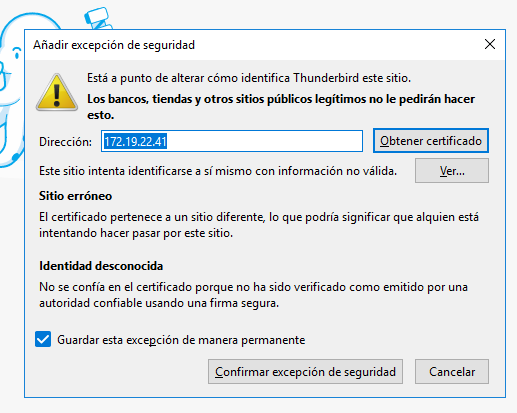 Añadir excepción de seguridad
Está a punto de alterar cómo identifica Thunderbird este sitio.
Los bancos, tiendas y otros sitios públicos legítimos no le pedirán hacer
esto.
Dirección: 172.19.22.41 Obtener certificado
Este sitio intenta identificarse a sí mismo con información no válida. Ver...
Sitio erróneo
El certificado pertenece a un sitio diferente, lo que podría significar que alguien está
intentando hacer pasar por este sitio.
Identidad desconocida
No se confía en el certificado porque no ha sido verificado como emitido por una
autoridad confiable usando una firma segura.
Guardar esta excepción de manera permanente
Confirmar excepción de seguridad Cancelar